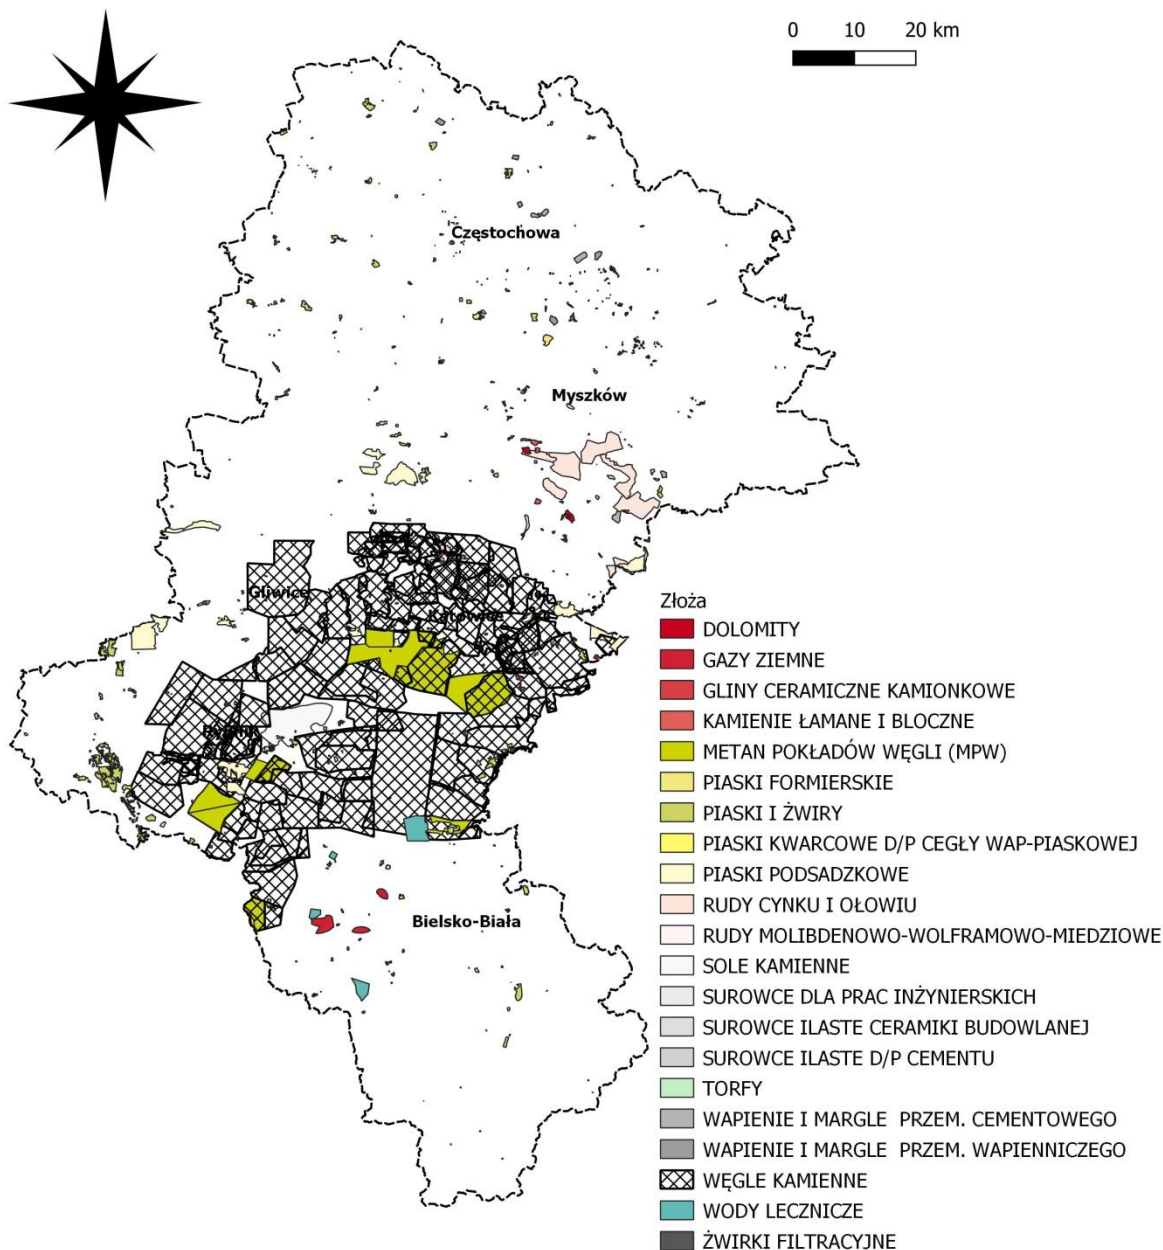 0 10 20 km
Częstochowa
Myszków
Gliwice
Katowice
Rybnik
Bielsko-Biała
Złoża
DOLOMITY
GAZY ZIEMNE
GLINY CERAMICZNE KAMIONKOWE
KAMIENIE ŁAMANE I BLOCZNE
METAN POKŁADÓW WĘGLI (MPW)
PIASKI FORMIERSKIE
PIASKI I ŻWIRY
PIASKI KWARCOWE D/P CEGŁY WAP-PIASKOWEJ
PIASKI PODSADZKOWE
RUDY CYNKU I OŁOWIU
RUDY MOLIBDENOWO-WOLFRAMOWO-MIEDZIOWE
SOLE KAMIENNE
SUROWCE DLA PRAC INŻYNIERSKICH
SUROWCE ILASTE CERAMIKI BUDOWLANEJ
SUROWCE ILASTE D/P CEMENTU
TORFY
WAPIENIE I MARGLE PRZEM. CEMENTOWEGO
WAPIENIE I MARGLE PRZEM. WAPIENNICZEGO
WĘGLE KAMIENNE
WODY LECZNICZE
ŻWIRKI FILTRACYJNE